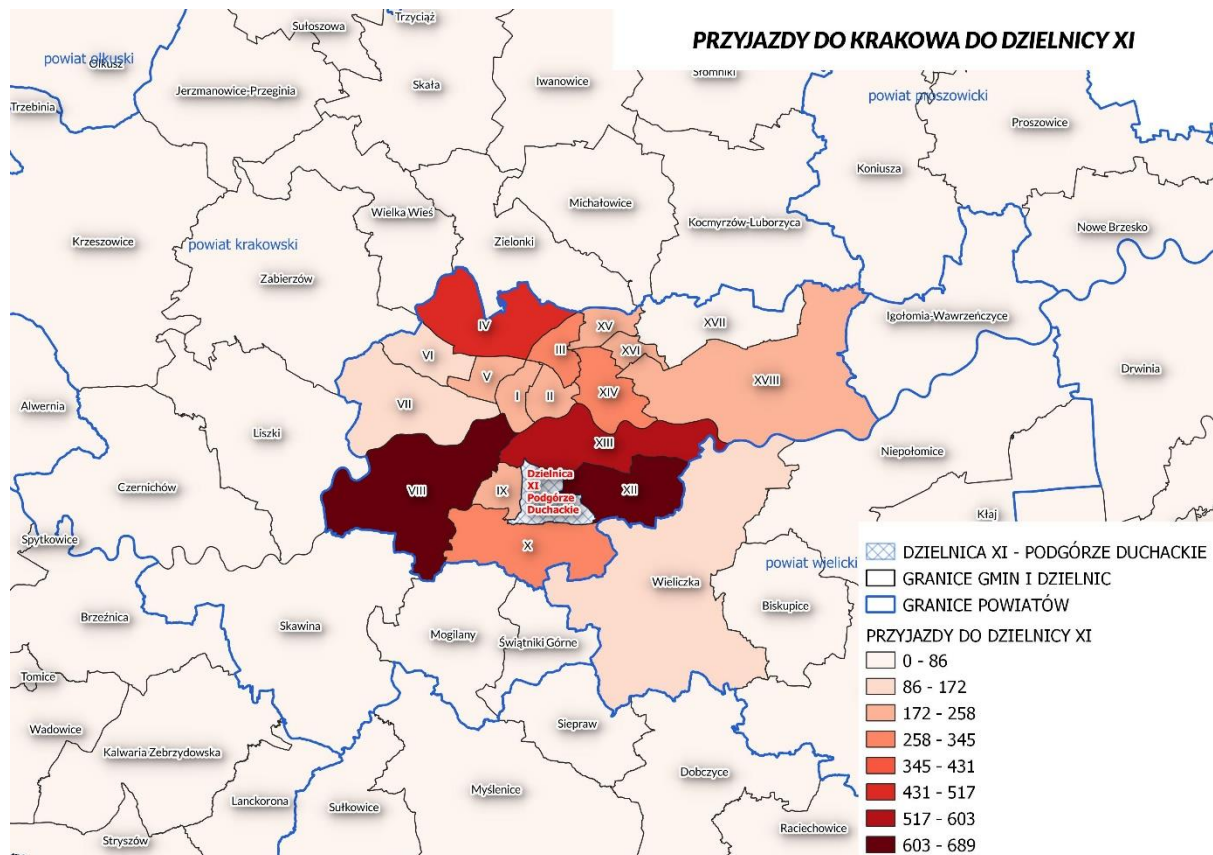 PRZYJAZDY DO KRAKOWA DO DZIELNICY XI
Trzyciąż
Sułoszowa
powiat olkuski
Olkusz
Jerzmanowice-Przeginia
Skała
Iwanowice
Słomniki
powiat proszowicki
Trzebinia
Proszowice
Koniusza
Michałowice
Wielka Wieś
Kocmyrzów-Luborzyca
Nowe Brzesko
Krzeszowice
powiat krakowski
Zielonki
Zabierzów
Igołomia-Wawrzeńczyce
IV
XV
XVII
III
XVI
VI
Drwinia
V
XVIII
I
II
XIV
VII
Alwernia
Liszki
XIII
Niepołomice
Czernichów
VIII
IX
Dzielnica
XI
Podgórze
Duchackie
XII
Kłaj
Spytkowice
X
powiat wielicki
Wieliczka
Biskupice
Brzeźnica
Skawina
Mogilany
Świątniki Górne
Tomice
Wadowice
Siepraw
Kalwaria Zebrzydowska
Dobczyce
Myślenice
Lanckorona
Sułkowice
Raciechowice
Stryszów
DZIELNICA XI - PODGÓRZE DUCHACKIE
GRANICE GMIN I DZIELNIC
GRANICE POWIATÓW
PRZYJAZDY DO DZIELNICY XI
0 - 86
86 - 172
172 - 258
258 - 345
345 - 431
431 - 517
517 - 603
603 - 689